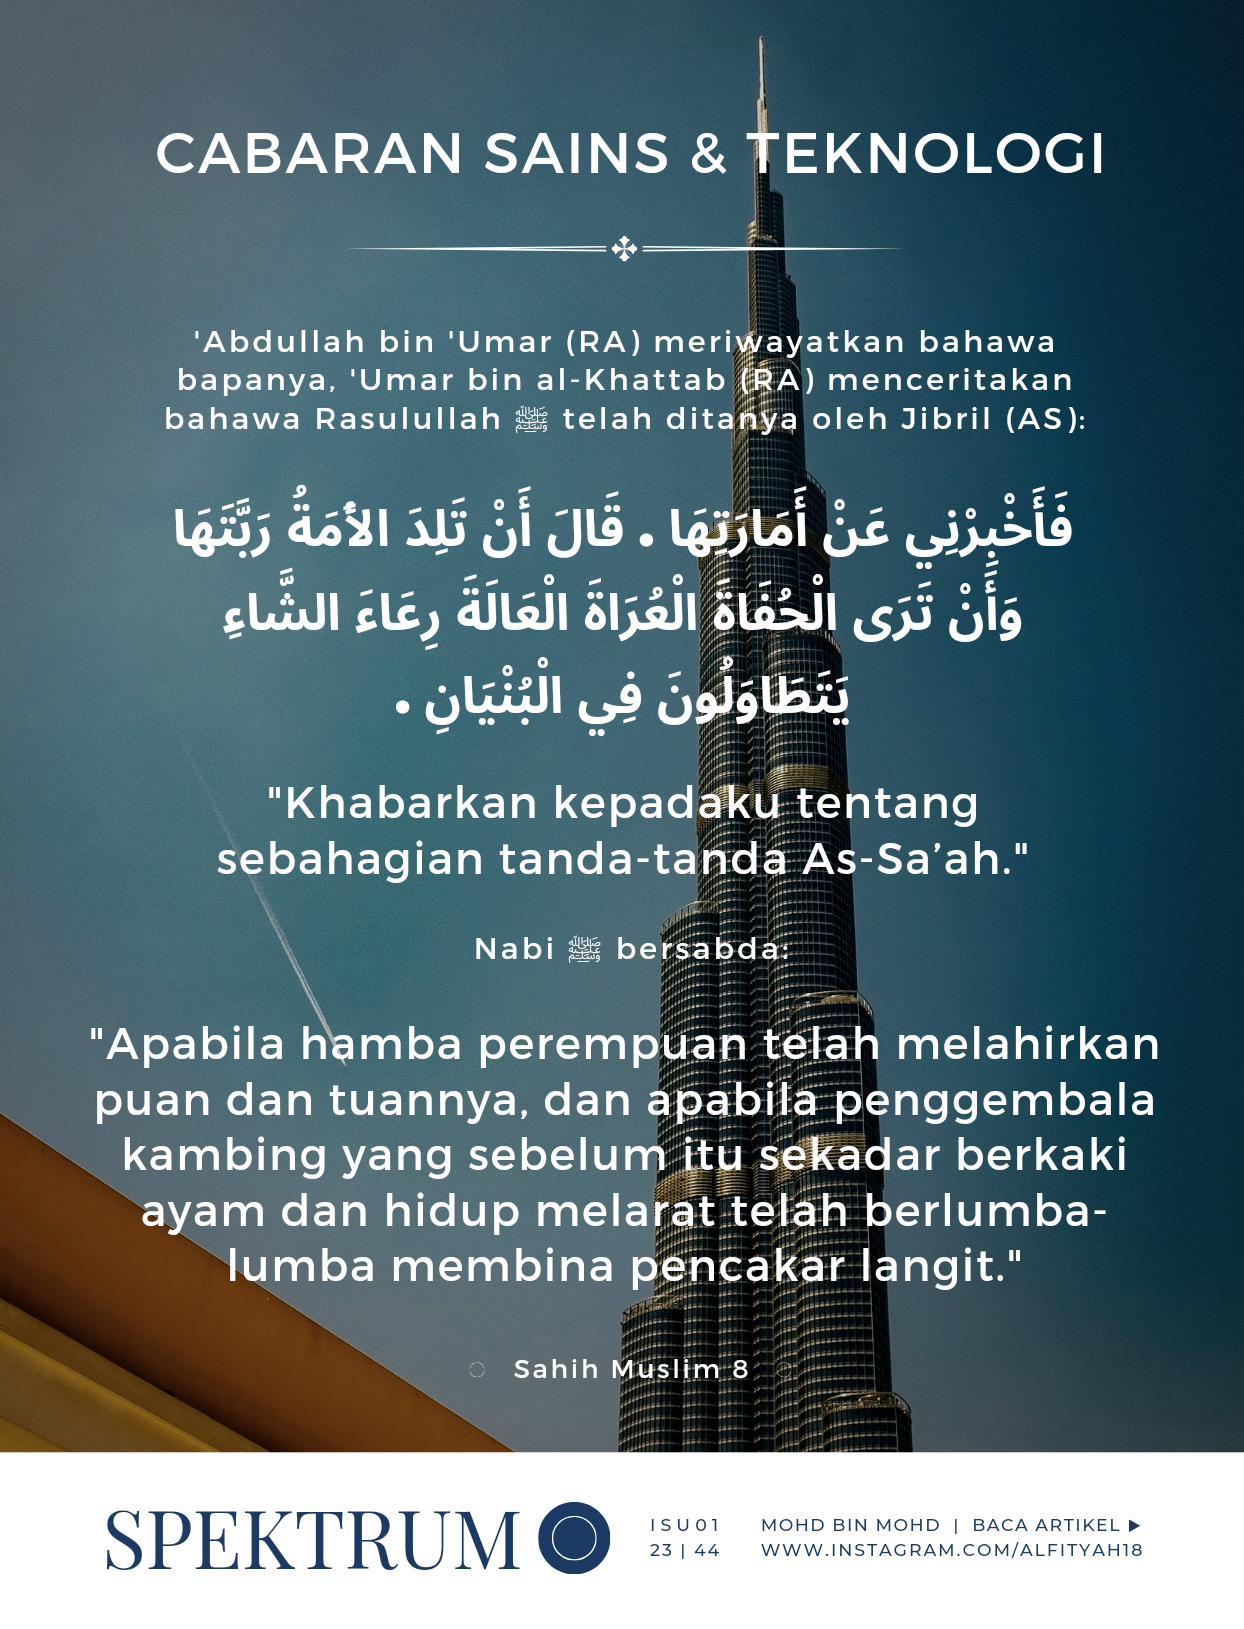 CABARAN SAINS & TEKNOLOGI
'Abdullah bin 'Umar (RA) meriwayatkan bahawa
bapanya, 'Umar bin al-Khattab (RA) menceritakan
bahawa Rasulullah ﷺ telah ditanya oleh Jibril (AS):
فَأَخْبِرْنِي عَنْ أَمَارَتِهَا . قَالَ أَنْ تَلِدَ الأَمَةُ رَبَّتَهَا
وَأَنْ تَرَى الْحُفَاةَ الْعُرَاةَ الْعَالَةَ رِعَاءَ الشَّاءِ
يَتَطَاوَلُونَ فِي الْبُنْيَانِ .
"Khabarkan kepadaku tentang
sebahagian tanda-tanda As-Sa’ah."
Nabi ﷺ bersabda:
"Apabila hamba perempuan telah melahirkan
puan dan tuannya, dan apabila penggembala
kambing yang sebelum itu sekadar berkaki
ayam dan hidup melarat telah berlumba-
lumba membina pencakar langit."
Sahih Muslim 8
SPEKTRUM
ISU01
23 | 44
MOHD BIN MOHD | BACA ARTIKEL ▶
WWW.INSTAGRAM.COM/ALFITYAH18